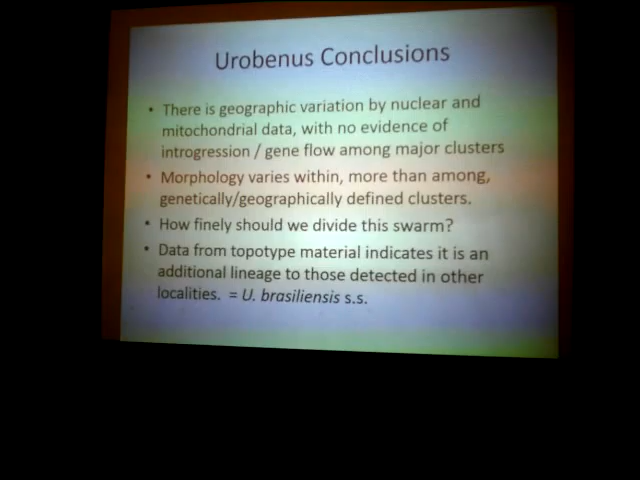 Urobenus Conclusions
• There is geographic variation by nuclear and
mitochondrial data, with no evidence of
introgression / gene flow among major clusters
• Morphology varies within, more than among,
genetically/geographically defined clusters.
• How finely should we divide this swarm?
• Data from topotype material indicates it is an
additional lineage to those detected in other
localities. = U. brasiliensis s.s.